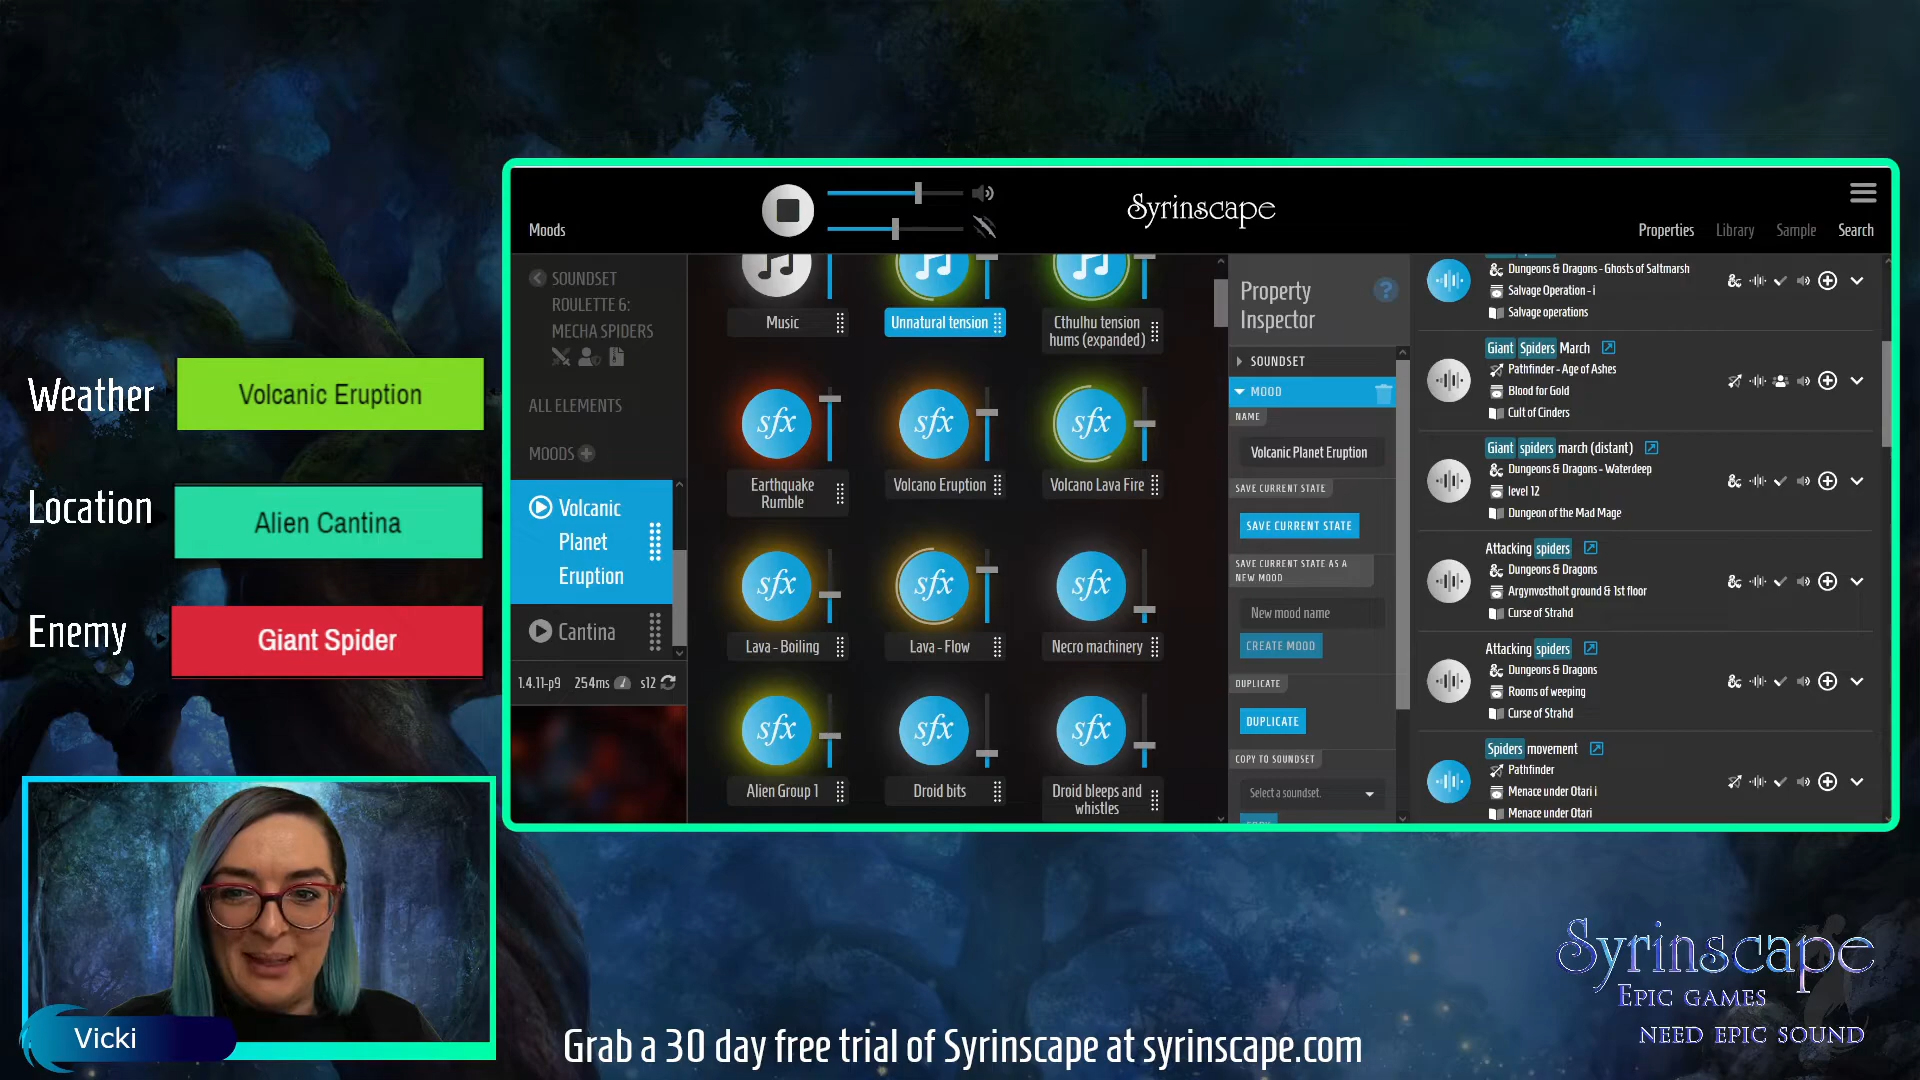 Weather
Volcanic Eruption
Location
Alien Cantina
Enemy
Giant Spider
Vicki
Moods
Syrinscape
Properties
Library
Sample
Search
SOUNDSET
ROULETTE 6:
MECHA SPIDERS
ALL ELEMENTS
MOODS
Volcanic
Planet
Eruption
Cantina
1.4.11-p9 254ms s12
Music
Unnatural tension
Cthulhu tension
hums (expanded)
sfx
sfx
sfx
Earthquake
Rumble
Volcano Eruption
Volcano Lava Fire
sfx
sfx
sfx
Lava - Boiling
Lava - Flow
Necro machinery
sfx
sfx
sfx
Alien Group 1
Droid bits
Droid bleeps and
whistles
Property
Inspector
?
SOUNDSET
MOOD
NAME
Volcanic Planet Eruption
SAVE CURRENT STATE
SAVE CURRENT STATE
SAVE CURRENT STATE AS A
NEW MOOD
New mood name
CREATE MOOD
DUPLICATE
DUPLICATE
COPY TO SOUNDSET
Select a soundset.
Dungeons & Dragons - Ghosts of Saltmarsh
Salvage Operation - i
Salvage operations
Giant Spiders March
Pathfinder - Age of Ashes
Blood for Gold
Cult of Cinders
Giant spiders march (distant)
Dungeons & Dragons - Waterdeep
level 12
Dungeon of the Mad Mage
Attacking spiders
Dungeons & Dragons
Argynvostholt ground & 1st floor
Curse of Strahd
Attacking spiders
Dungeons & Dragons
Rooms of weeping
Curse of Strahd
Spiders movement
Pathfinder
Menace under Otari i
Menace under Otari
Syrinscape
EPIC GAMES
NEED EPIC SOUND
Grab a 30 day free trial of Syrinscape at syrinscape.com